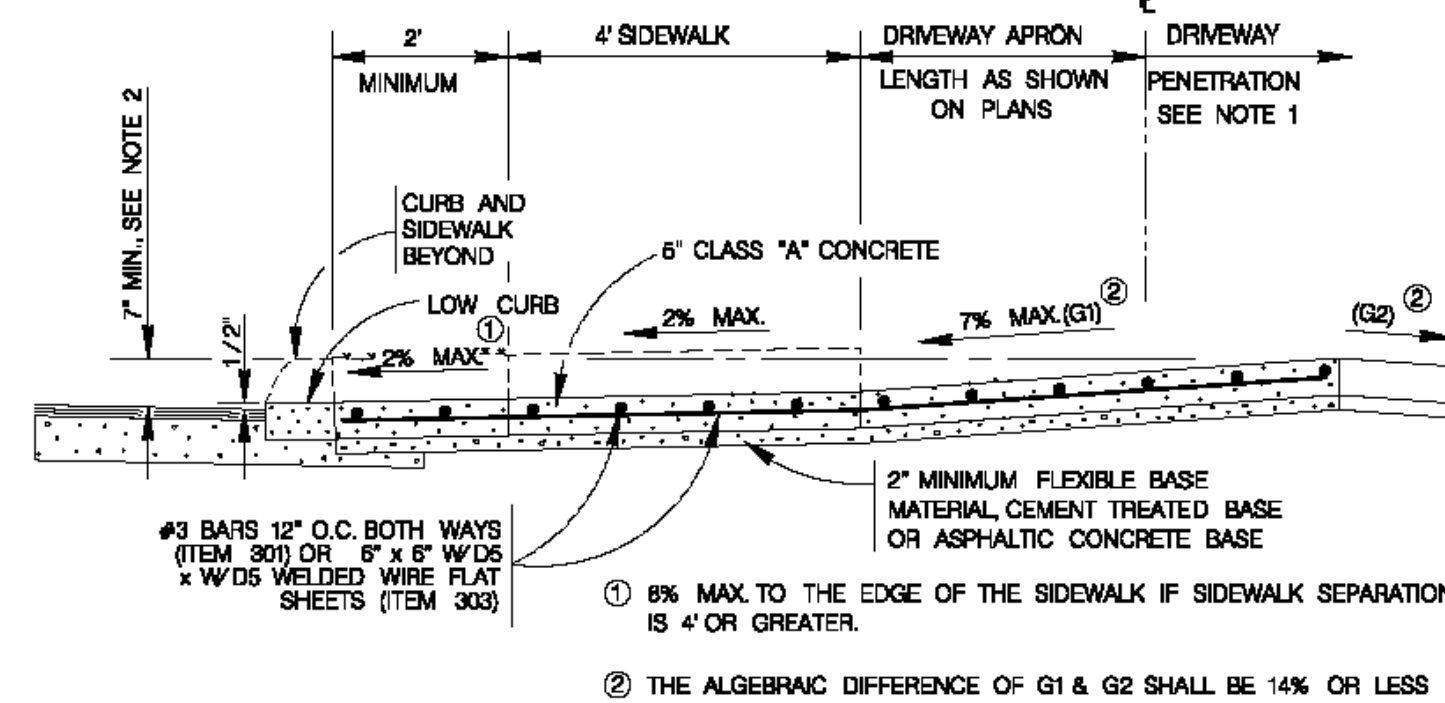 ℄
2'
MINIMUM
4' SIDEWALK
DRIVEWAY APRON
LENGTH AS SHOWN
ON PLANS
DRIVEWAY
PENETRATION
SEE NOTE 1
7" MIN., SEE NOTE 2
1/2"
CURB AND
SIDEWALK
BEYOND
LOW CURB
① 2% MAX.
5" CLASS "A" CONCRETE
2% MAX.
7% MAX. (G1) ②
(G2) ②
2" MINIMUM FLEXIBLE BASE
MATERIAL, CEMENT TREATED BASE
OR ASPHALTIC CONCRETE BASE
#3 BARS 12" O.C. BOTH WAYS
(ITEM 301) OR 6" x 6" W/D5
x W/D5 WELDED WIRE FLAT
SHEETS (ITEM 303)
① 6% MAX. TO THE EDGE OF THE SIDEWALK IF SIDEWALK SEPARATION
IS 4' OR GREATER.
② THE ALGEBRAIC DIFFERENCE OF G1 & G2 SHALL BE 14% OR LESS